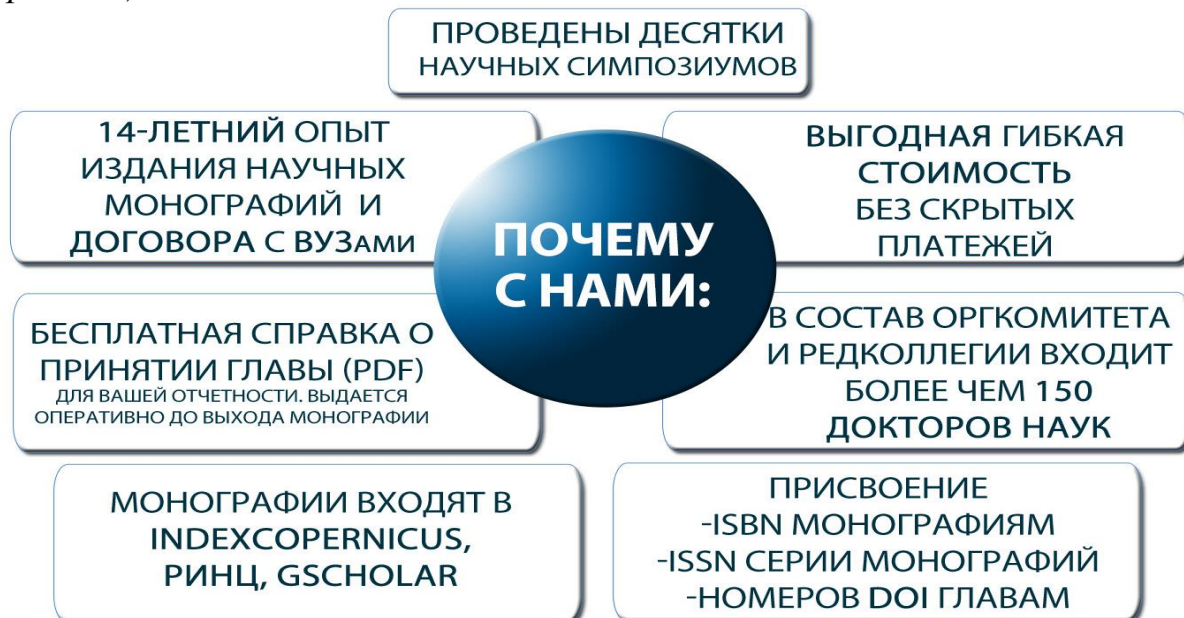 ПРОВЕДЕНЫ ДЕСЯТКИ
НАУЧНЫХ СИМПОЗИУМОВ
14-ЛЕТНИЙ ОПЫТ
ИЗДАНИЯ НАУЧНЫХ
МОНОГРАФИЙ И
ДОГОВОРА С ВУЗАМИ
ВЫГОДНАЯ ГИБКАЯ
СТОИМОСТЬ
БЕЗ СКРЫТЫХ
ПЛАТЕЖЕЙ
ПОЧЕМУ
С НАМИ:
БЕСПЛАТНАЯ СПРАВКА О
ПРИНЯТИИ ГЛАВЫ (PDF)
ДЛЯ ВАШЕЙ ОТЧЕТНОСТИ. ВЫДАЕТСЯ
ОПЕРАТИВНО ДО ВЫХОДА МОНОГРАФИИ
В СОСТАВ ОРГКОМИТЕТА
И РЕДКОЛЛЕГИИ ВХОДИТ
БОЛЕЕ ЧЕМ 150
ДОКТОРОВ НАУК
МОНОГРАФИИ ВХОДЯТ В
INDEXCOPERNICUS,
РИНЦ, GSCHOLAR
ПРИСВОЕНИЕ
-ISBN МОНОГРАФИЯМ
-ISSN СЕРИИ МОНОГРАФИЙ
-НОМЕРОВ DOI ГЛАВАМ